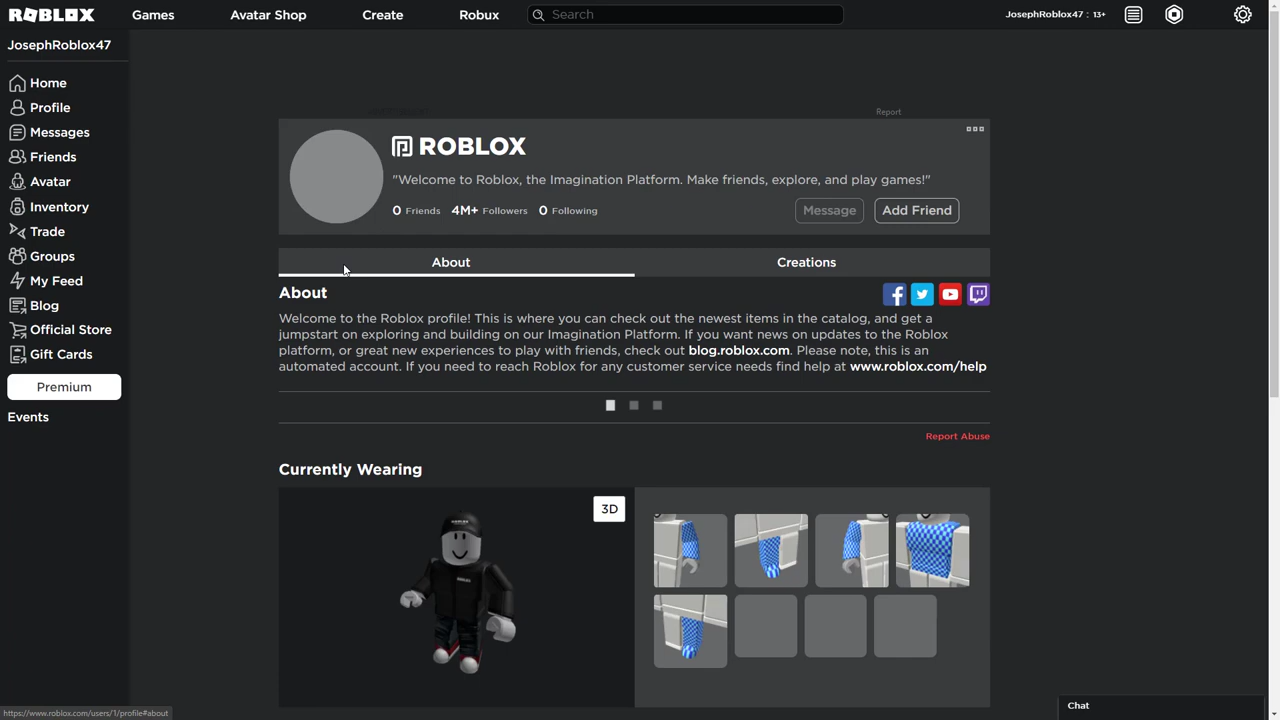 ROBLOX Games Avatar Shop Create Robux Search JosephRoblox47 : 13+
JosephRoblox47
Home
Profile
Messages
Friends
Avatar
Inventory
Trade
Groups
My Feed
Blog
Official Store
Gift Cards
Premium
Events
Report
ROBLOX
"Welcome to Roblox, the Imagination Platform. Make friends, explore, and play games!"
0 Friends 4M+ Followers 0 Following
Message Add Friend
About Creations
About
Welcome to the Roblox profile! This is where you can check out the newest items in the catalog, and get a
jumpstart on exploring and building on our Imagination Platform. If you want news on updates to the Roblox
platform, or great new experiences to play with friends, check out blog.roblox.com. Please note, this is an
automated account. If you need to reach Roblox for any customer service needs find help at www.roblox.com/help
Report Abuse
Currently Wearing
3D
Chat
https://www.roblox.com/users/1/profile#about